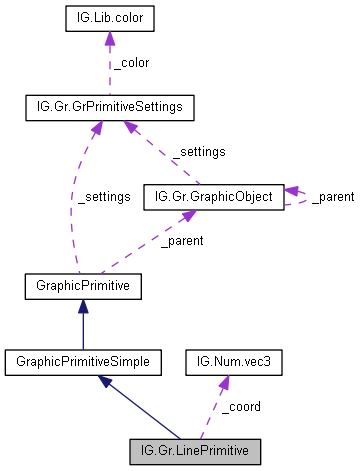 IG.Lib.color
_color
IG.Gr.GrPrimitiveSettings
_settings
IG.Gr.GraphicObject
_settings
_parent
_parent
GraphicPrimitive
GraphicPrimitiveSimple
IG.Num.vec3
_coord
IG.Gr.LinePrimitive